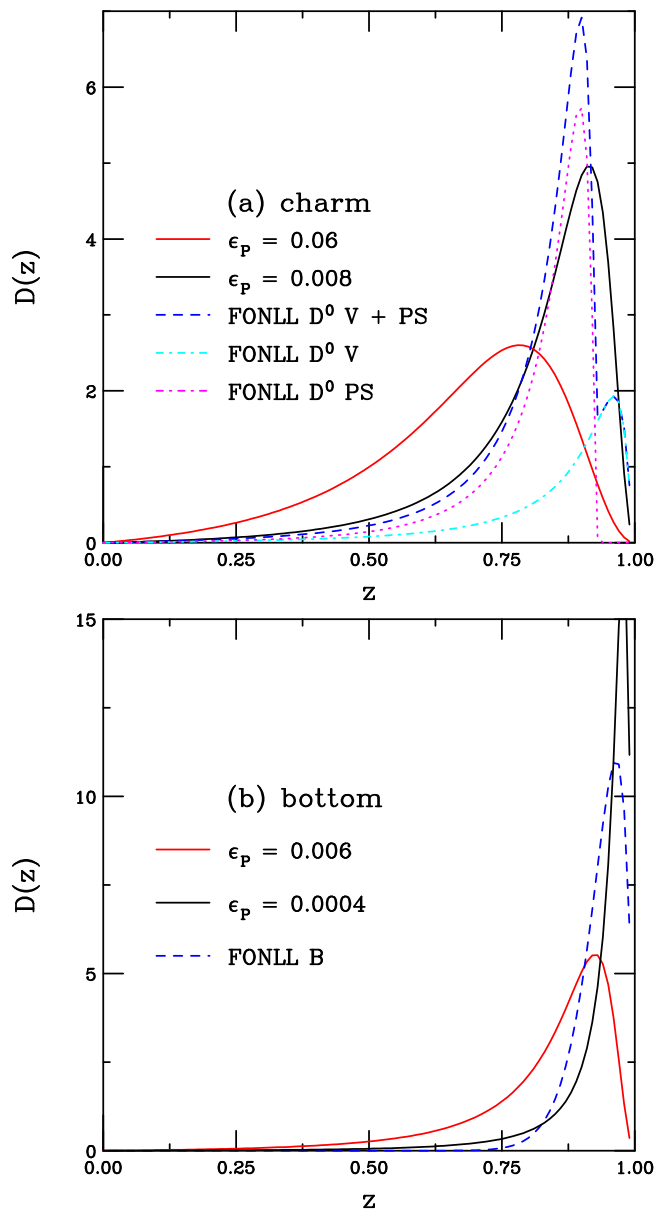 6
4
2
0
D(z)
(a) charm
ϵ_P = 0.06
ϵ_P = 0.008
FONLL D⁰ V + PS
FONLL D⁰ V
FONLL D⁰ PS
0.00 0.25 0.50 0.75 1.00
z
15
10
5
0
D(z)
(b) bottom
ϵ_P = 0.006
ϵ_P = 0.0004
FONLL B
0.00 0.25 0.50 0.75 1.00
z